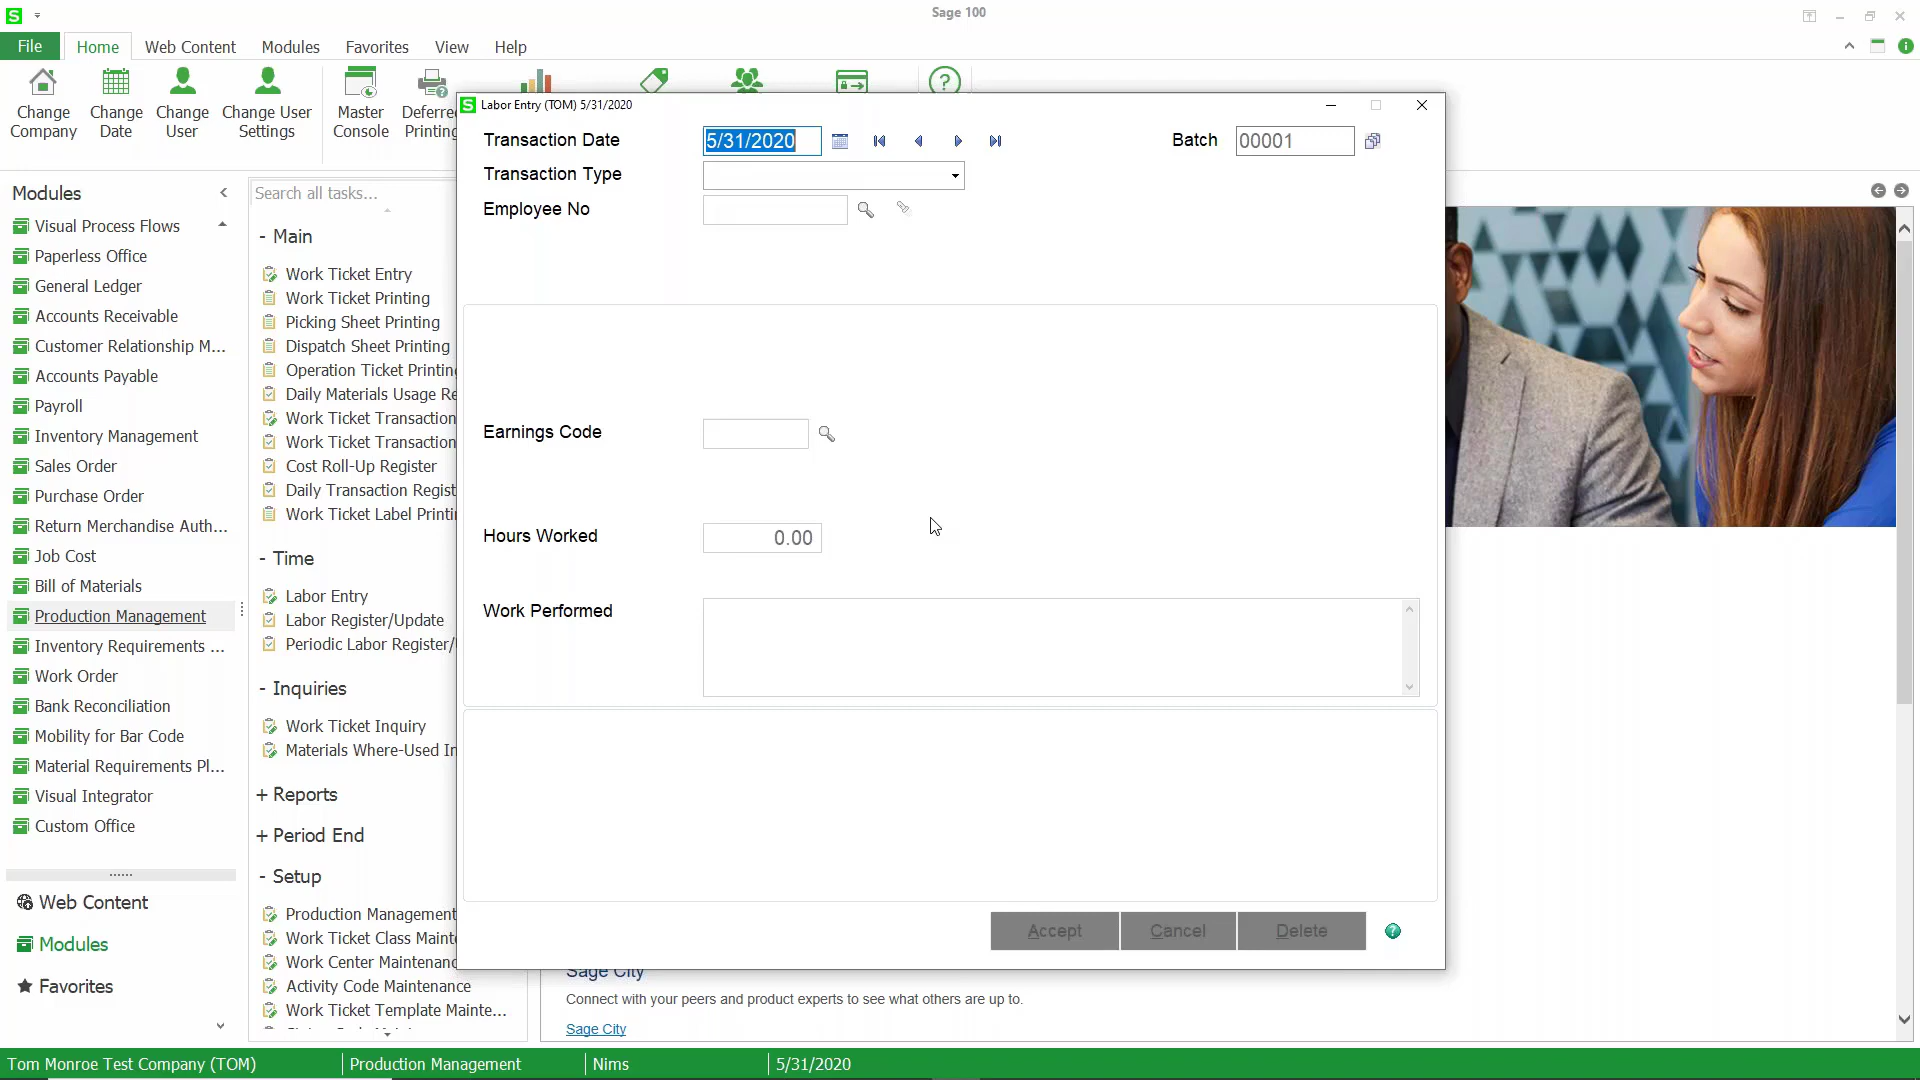 S
Sage 100
File
Home
Web Content
Modules
Favorites
View
Help
Change
Company
Change
Date
Change
User
Change User
Settings
Master
Console
Deferre
Printing
Modules
Visual Process Flows
Paperless Office
General Ledger
Accounts Receivable
Customer Relationship M...
Accounts Payable
Payroll
Inventory Management
Sales Order
Purchase Order
Return Merchandise Auth...
Job Cost
Bill of Materials
Production Management
Inventory Requirements ...
Work Order
Bank Reconciliation
Mobility for Bar Code
Material Requirements Pl...
Visual Integrator
Custom Office
Web Content
Modules
Favorites
Search all tasks...
- Main
Work Ticket Entry
Work Ticket Printing
Picking Sheet Printing
Dispatch Sheet Printing
Operation Ticket Printing
Daily Materials Usage Re
Work Ticket Transaction
Work Ticket Transaction
Cost Roll-Up Register
Daily Transaction Regist
Work Ticket Label Printi
- Time
Labor Entry
Labor Register/Update
Periodic Labor Register/
- Inquiries
Work Ticket Inquiry
Materials Where-Used In
+ Reports
+ Period End
- Setup
Production Management
Work Ticket Class Mainte
Work Center Maintenanc
Activity Code Maintenance
Work Ticket Template Mainte...
S Labor Entry (TOM) 5/31/2020
Transaction Date 5/31/2020
Batch 00001
Transaction Type
Employee No
Earnings Code
Hours Worked 0.00
Work Performed
Accept
Cancel
Delete
Sage City
Connect with your peers and product experts to see what others are up to.
Sage City
Tom Monroe Test Company (TOM)
Production Management
Nims
5/31/2020